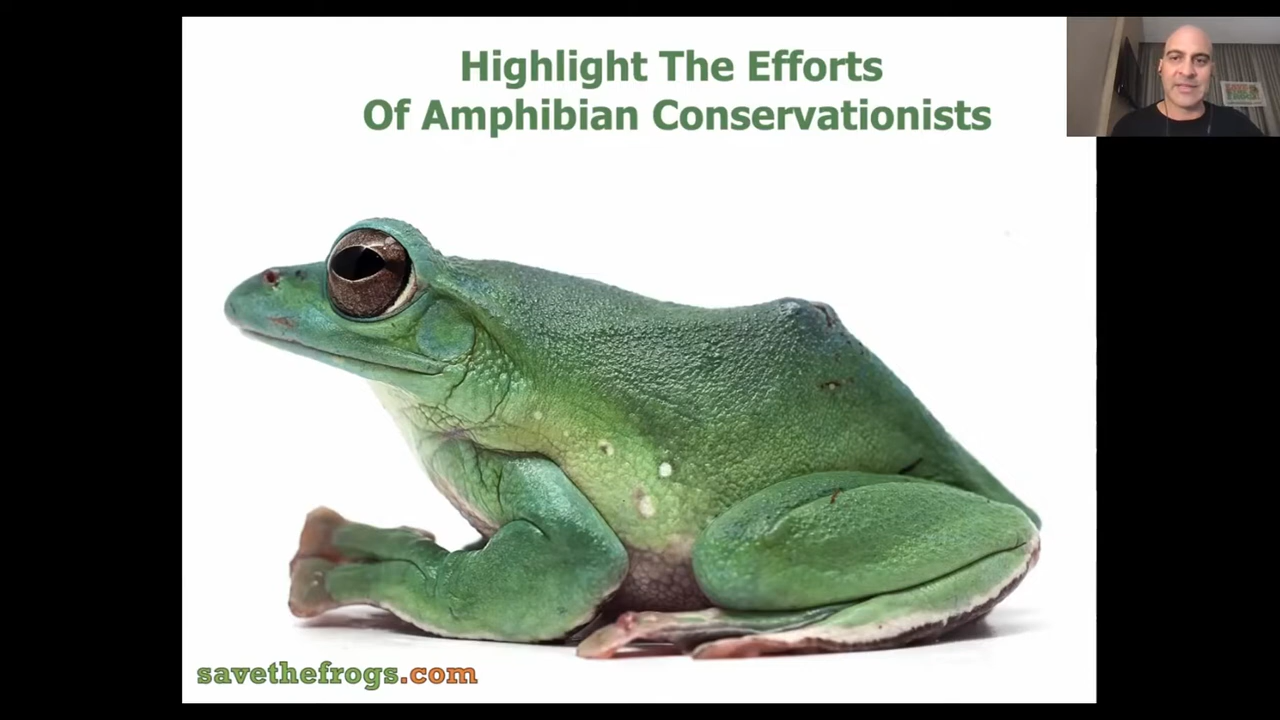 Highlight The Efforts
Of Amphibian Conservationists
savethefrogs.com